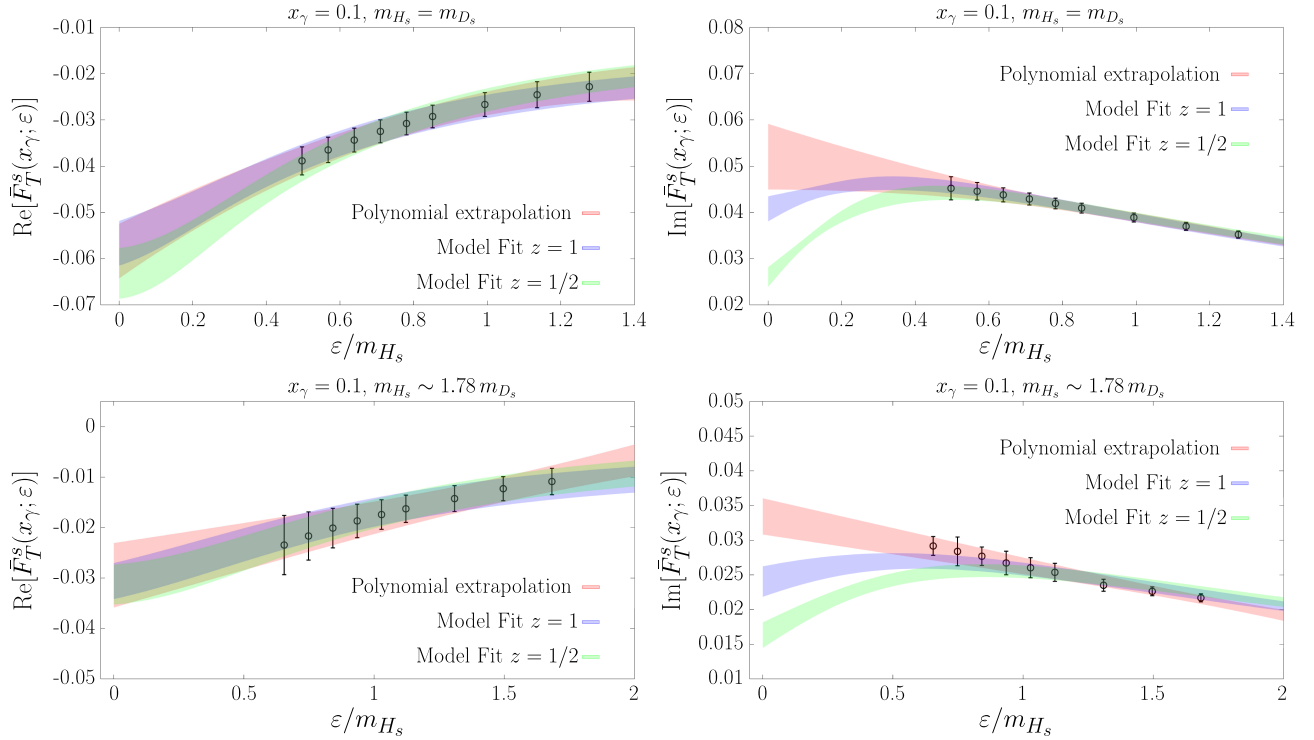 x_γ = 0.1, m_{H_s} = m_{D_s}
-0.01
-0.02
-0.03
-0.04
-0.05
-0.06
-0.07
Re[F̄_T^s(x_γ; ε)]
Polynomial extrapolation
Model Fit z = 1
Model Fit z = 1/2
0 0.2 0.4 0.6 0.8 1 1.2 1.4
ε/m_{H_s}
x_γ = 0.1, m_{H_s} = m_{D_s}
0.08
0.07
0.06
0.05
0.04
0.03
0.02
Im[F̄_T^s(x_γ; ε)]
Polynomial extrapolation
Model Fit z = 1
Model Fit z = 1/2
0 0.2 0.4 0.6 0.8 1 1.2 1.4
ε/m_{H_s}
x_γ = 0.1, m_{H_s} ∼ 1.78 m_{D_s}
0
-0.01
-0.02
-0.03
-0.04
-0.05
Re[F̄_T^s(x_γ; ε)]
Polynomial extrapolation
Model Fit z = 1
Model Fit z = 1/2
0 0.5 1 1.5 2
ε/m_{H_s}
x_γ = 0.1, m_{H_s} ∼ 1.78 m_{D_s}
0.05
0.045
0.04
0.035
0.03
0.025
0.02
0.015
0.01
Im[F̄_T^s(x_γ; ε)]
Polynomial extrapolation
Model Fit z = 1
Model Fit z = 1/2
0 0.5 1 1.5 2
ε/m_{H_s}